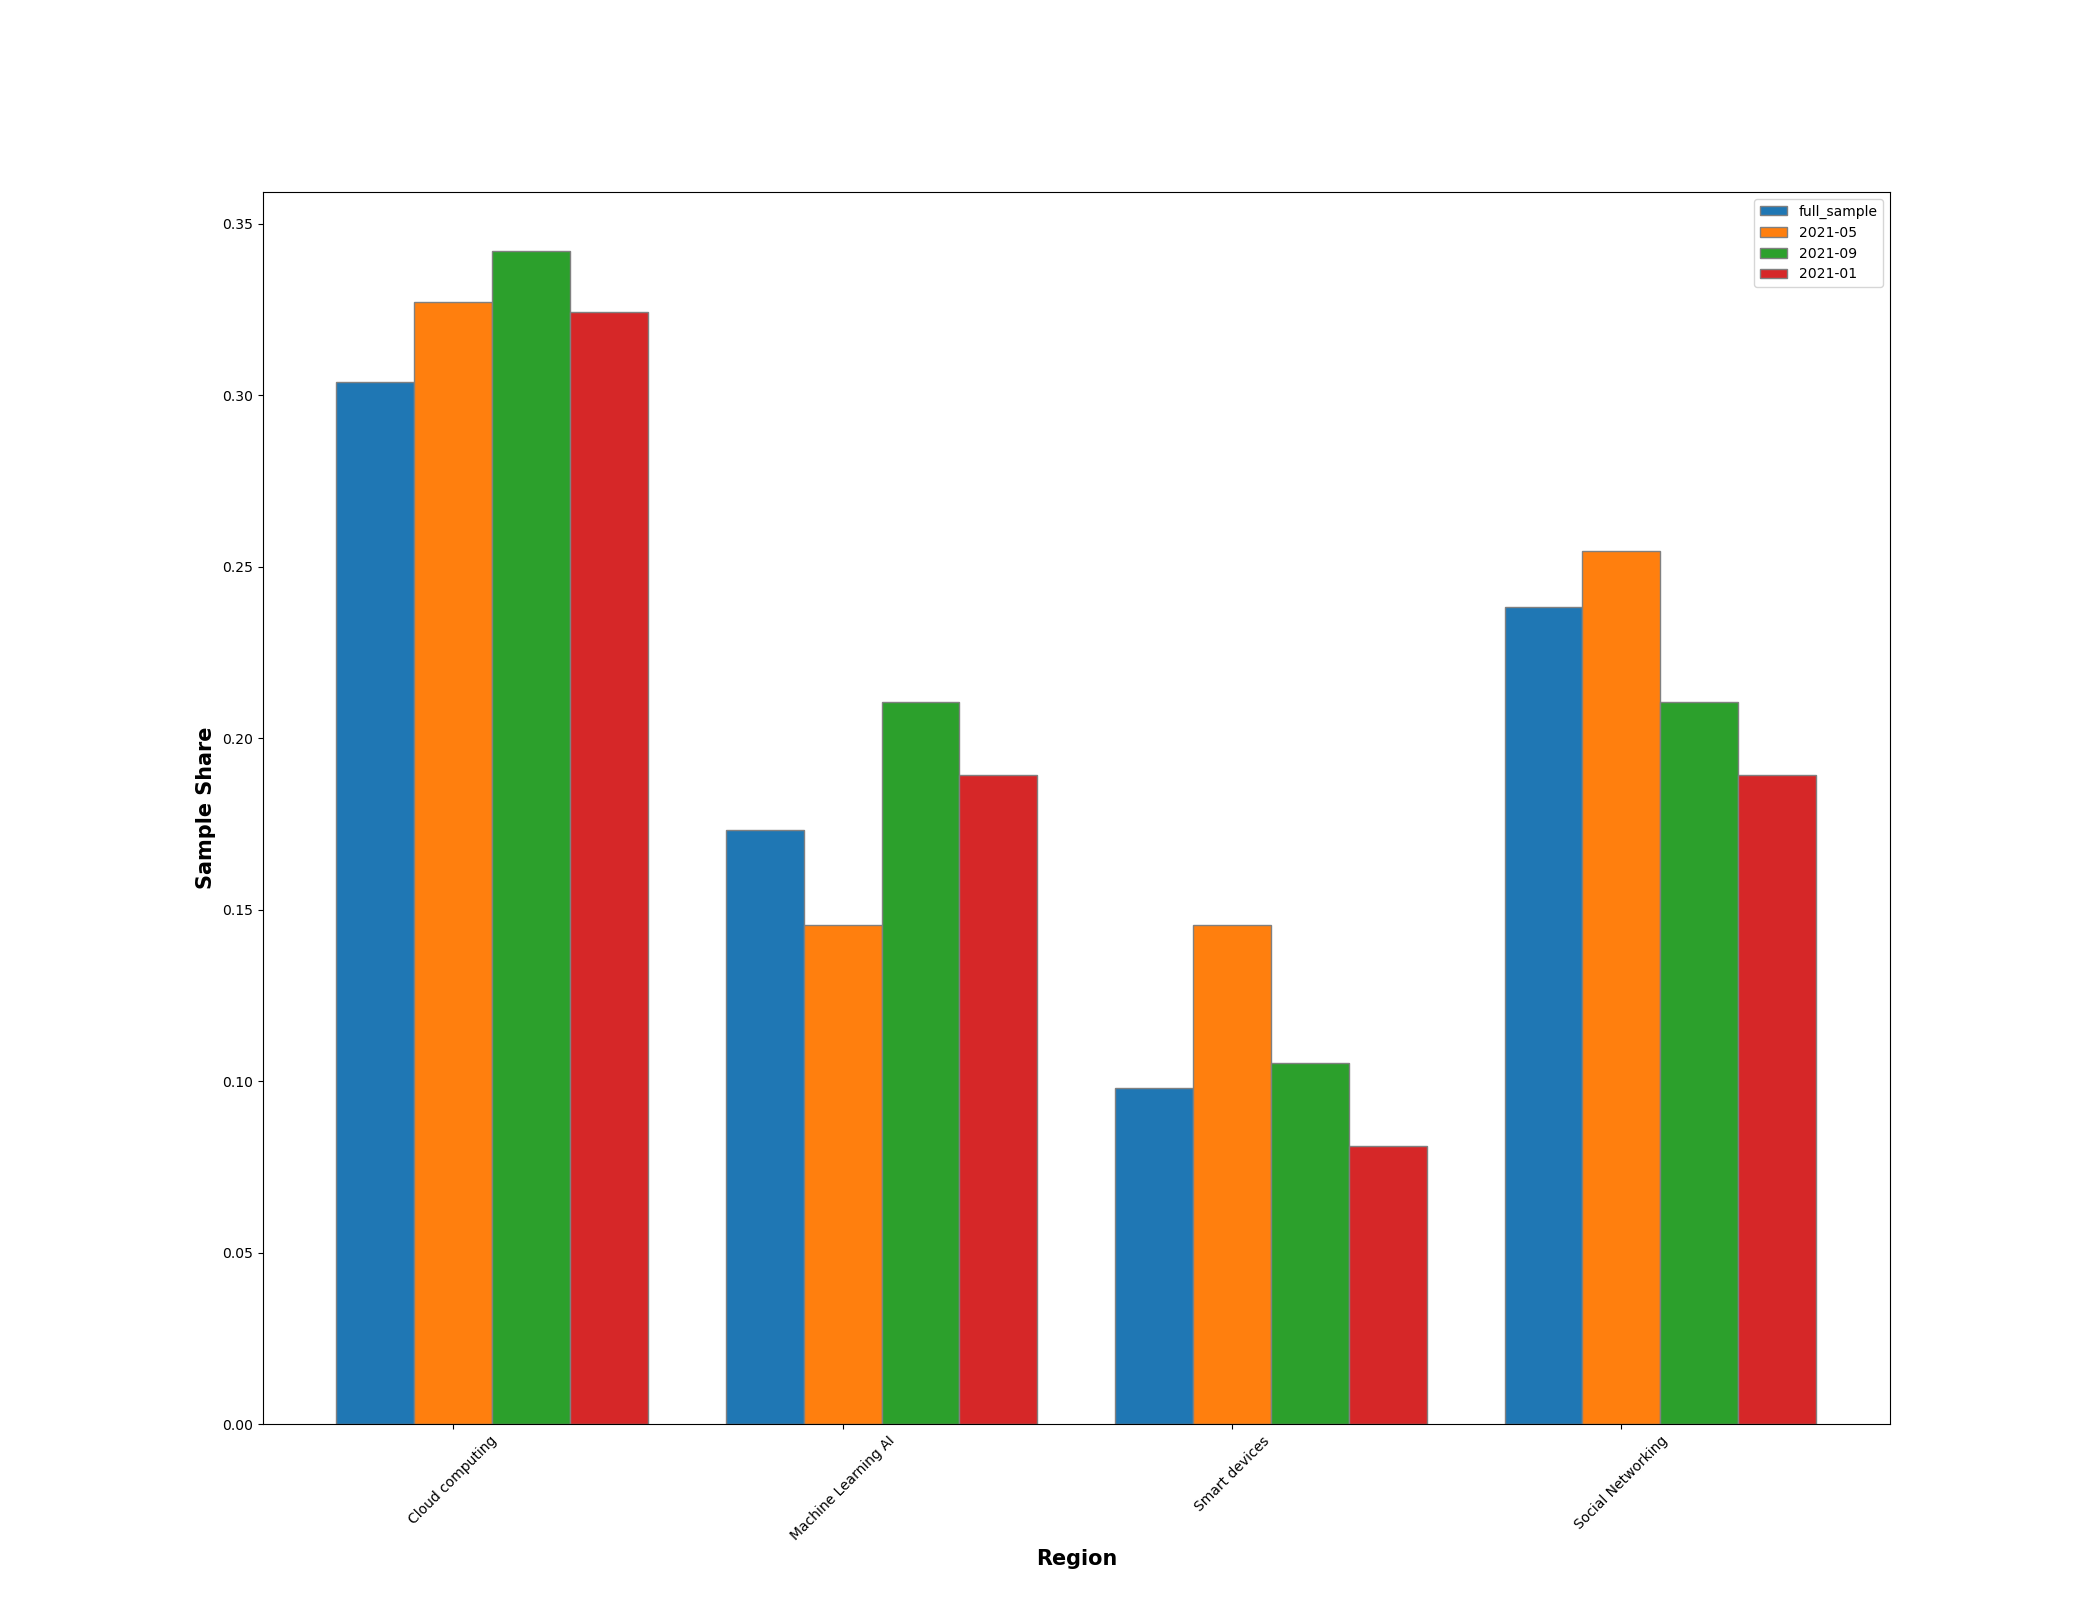 full_sample
2021-05
2021-09
2021-01
0.35
0.30
0.25
0.20
0.15
0.10
0.05
0.00
Sample Share
Cloud computing
Machine Learning AI
Smart devices
Social Networking
Region